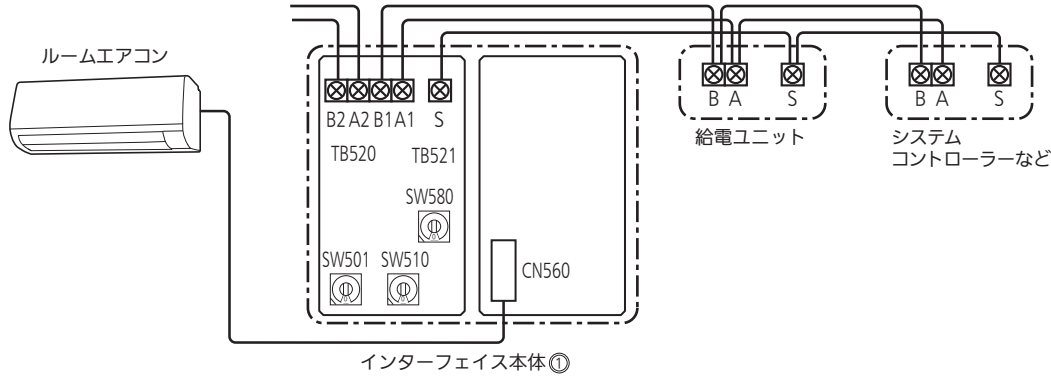 ルームエアコン
B2 A2 B1 A1 S
TB520 TB521
SW580
SW501 SW510
CN560
インターフェイス本体①
B A S
給電ユニット
B A S
システム
コントローラーなど